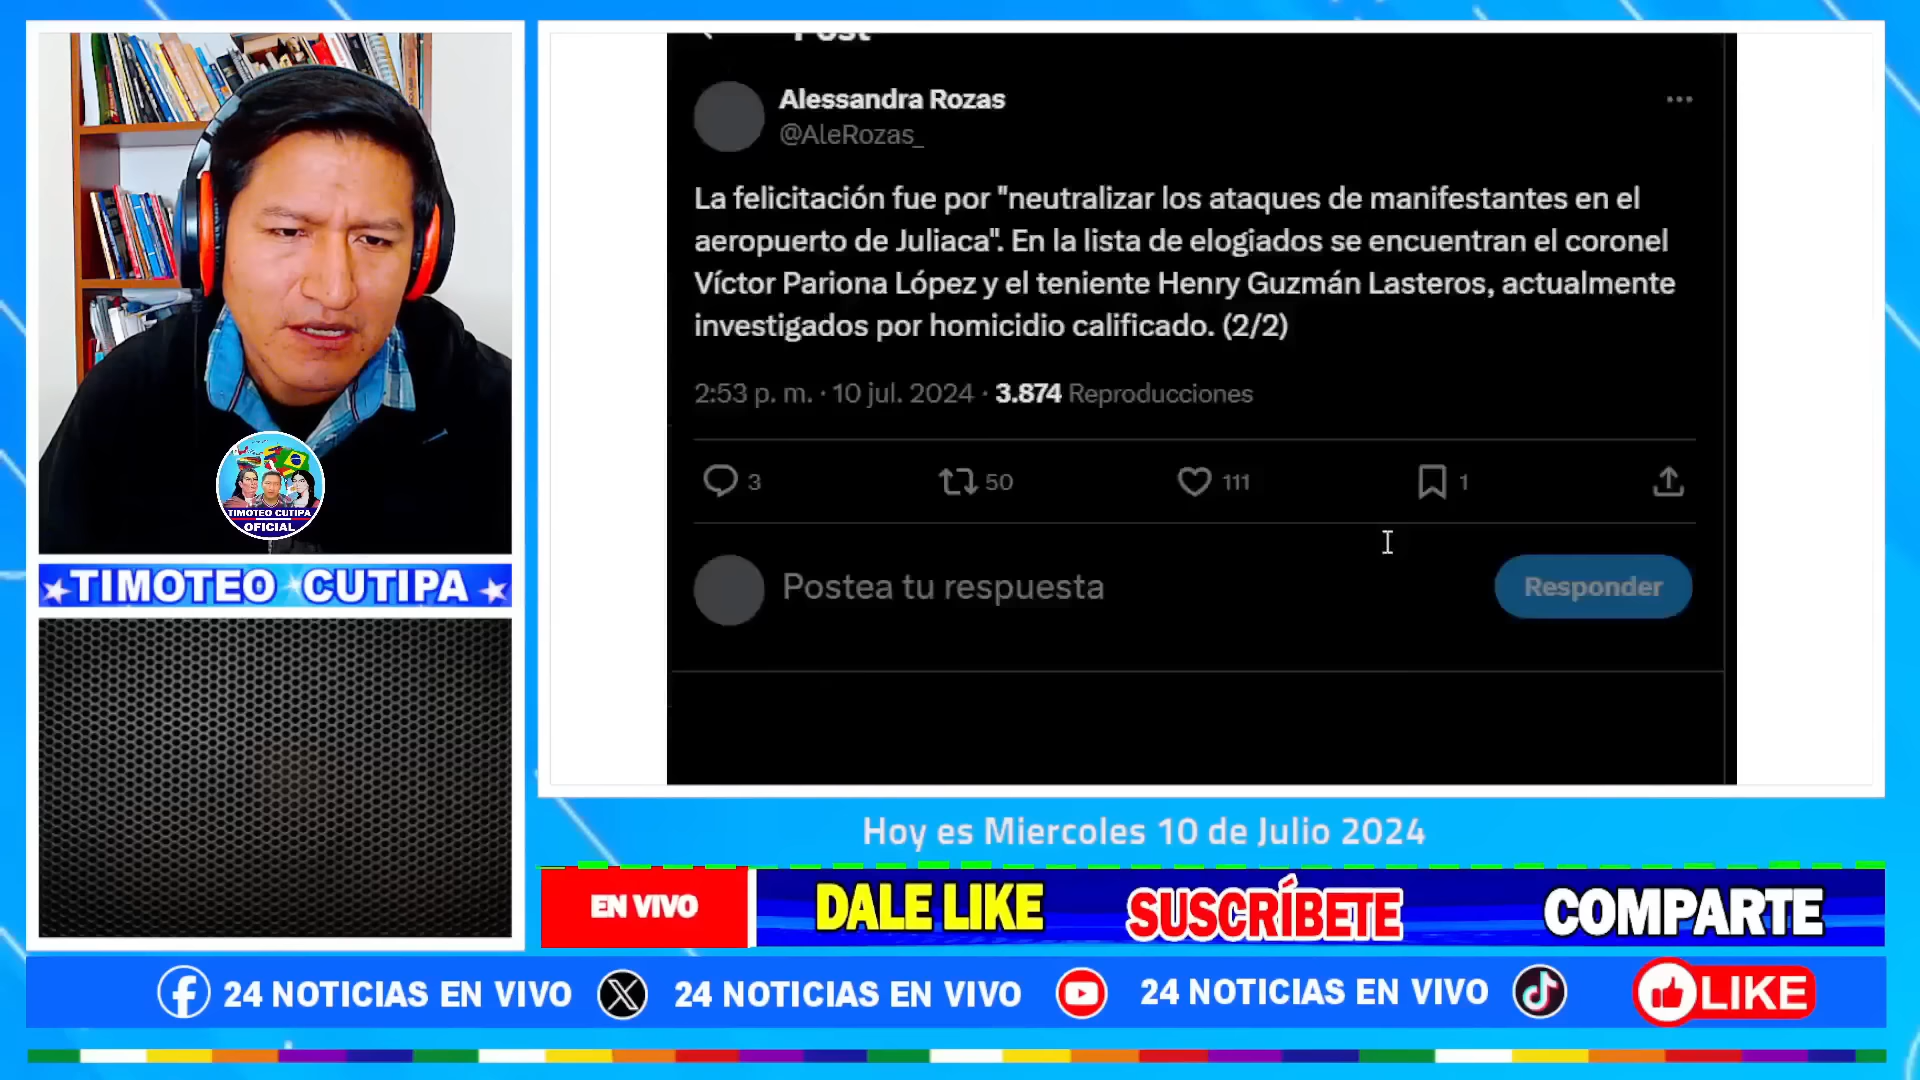 Post
Alessandra Rozas
@AleRozas_
La felicitación fue por "neutralizar los ataques de manifestantes en el
aeropuerto de Juliaca". En la lista de elogiados se encuentran el coronel
Víctor Pariona López y el teniente Henry Guzmán Lasteros, actualmente
investigados por homicidio calificado. (2/2)
2:53 p. m. · 10 jul. 2024 · 3.874 Reproducciones
3 50 111 1
Postea tu respuesta Responder
TIMOTEO CUTIPA
OFICIAL
TIMOTEO CUTIPA
Hoy es Miercoles 10 de Julio 2024
EN VIVO DALE LIKE SUSCRÍBETE COMPARTE
24 NOTICIAS EN VIVO 24 NOTICIAS EN VIVO 24 NOTICIAS EN VIVO LIKE